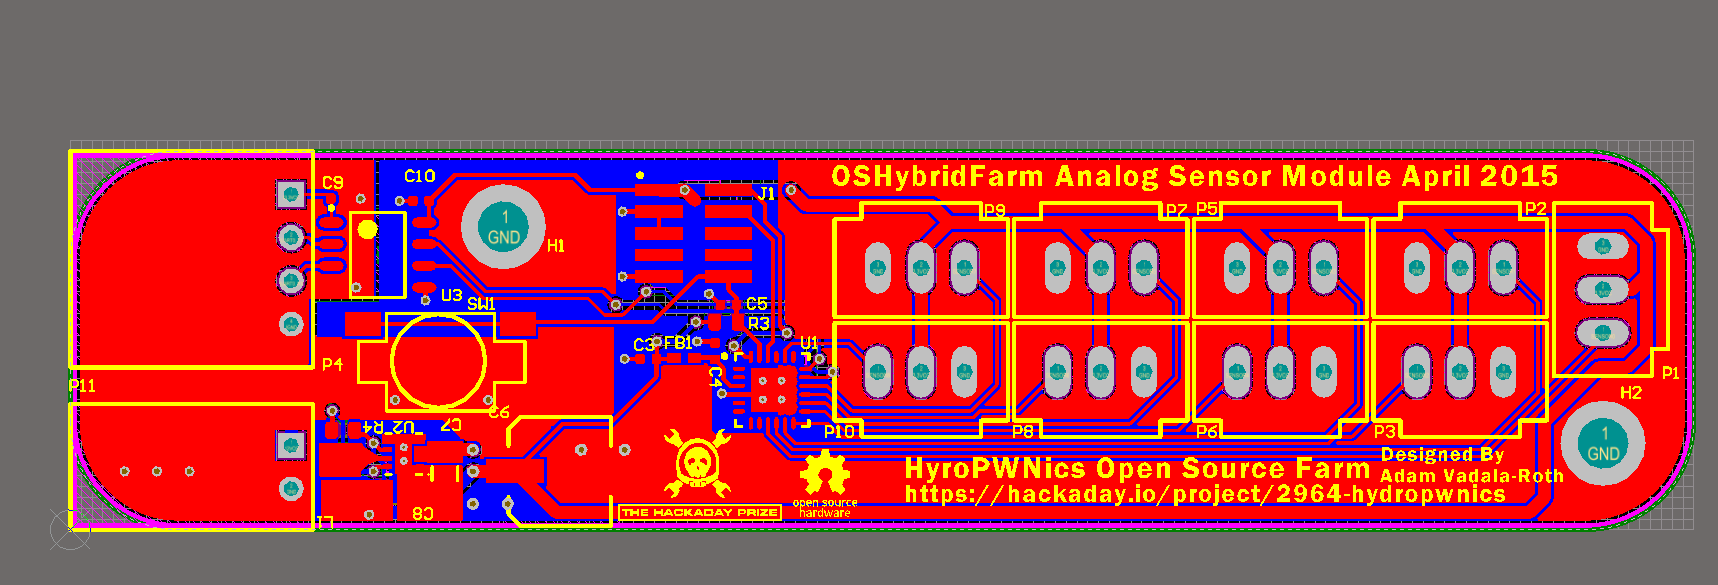 OSHybridFarm Analog Sensor Module April 2015
C9
C10
J1
P9
P7
P5
P2
1
GND
H1
U3
SW1
C5
R3
C3
FB1
U1
C4
P4
P11
P1
H2
C6
C7
U2
R4
P10
P8
P6
P3
1
GND
HyroPWNics Open Source Farm
Designed By
Adam Vadala-Roth
https://hackaday.io/project/2964-hydropwnics
open source
hardware
THE HACKADAY PRIZE
C8
L1